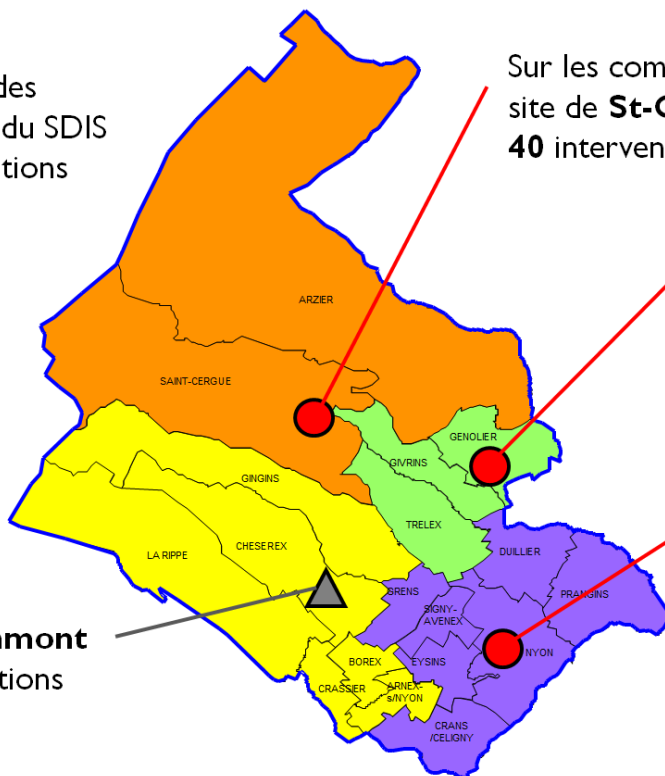 des
du SDIS
tions
Sur les com
site de St-
40 interven
ARZIER
SAINT-CERGUE
GENOLIER
GIVRINS
GINGINS
TRELEX
LA RIPPE
CHESEREX
DUILLIER
GRENS
PRANGINS
SIGNY-
AVENEX
NYON
mont
tions
BOREX
EYSINS
CRASSIER
ARNEX-
s/NYON
CRANS
/CELIGNY